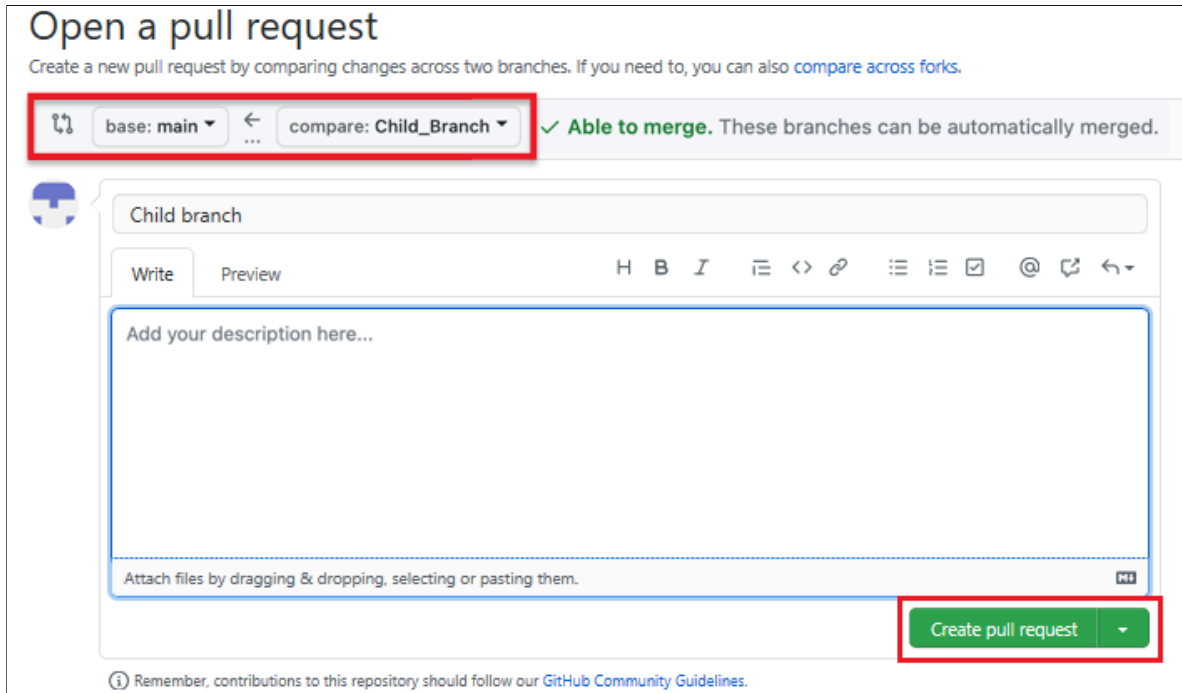 Open a pull request
Create a new pull request by comparing changes across two branches. If you need to, you can also compare across forks.
base: main ← compare: Child_Branch ✓ Able to merge. These branches can be automatically merged.
...
Child branch
Write Preview H B I <> @
Add your description here...
Attach files by dragging & dropping, selecting or pasting them.
Create pull request
Remember, contributions to this repository should follow our GitHub Community Guidelines.